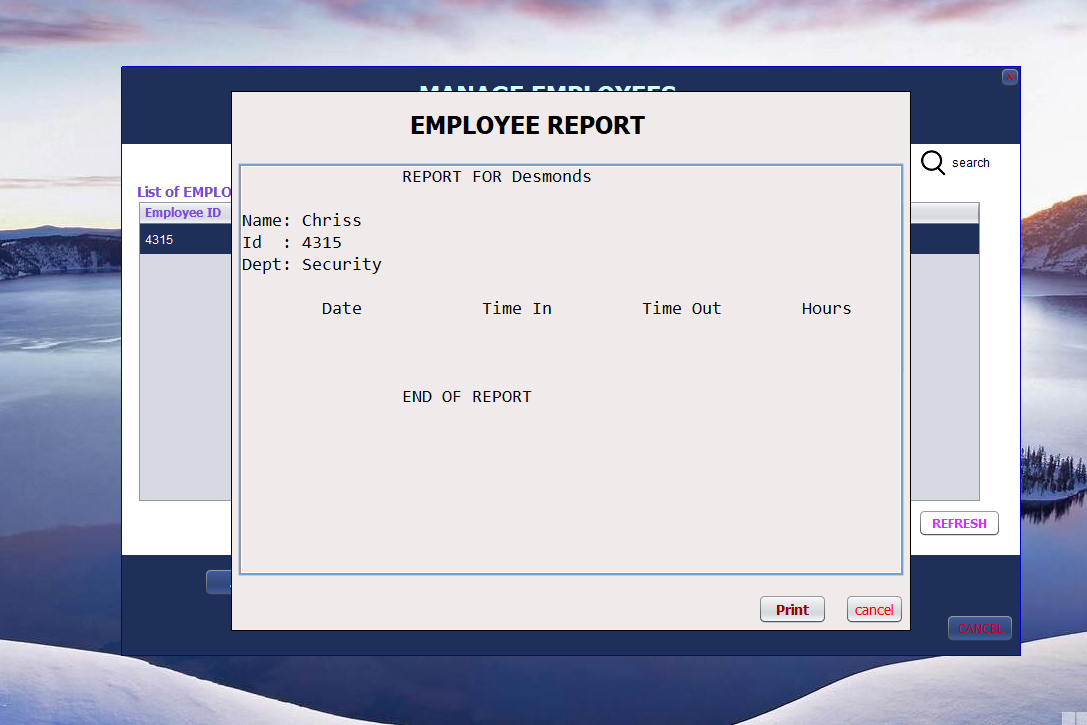 MANAGE EMPLOYEES
x
EMPLOYEE REPORT
search
REPORT FOR Desmonds
List of EMPLO
Employee ID
Name: Chriss
4315
Id : 4315
Dept: Security
Date Time In Time Out Hours
END OF REPORT
REFRESH
Print
cancel
CANCEL